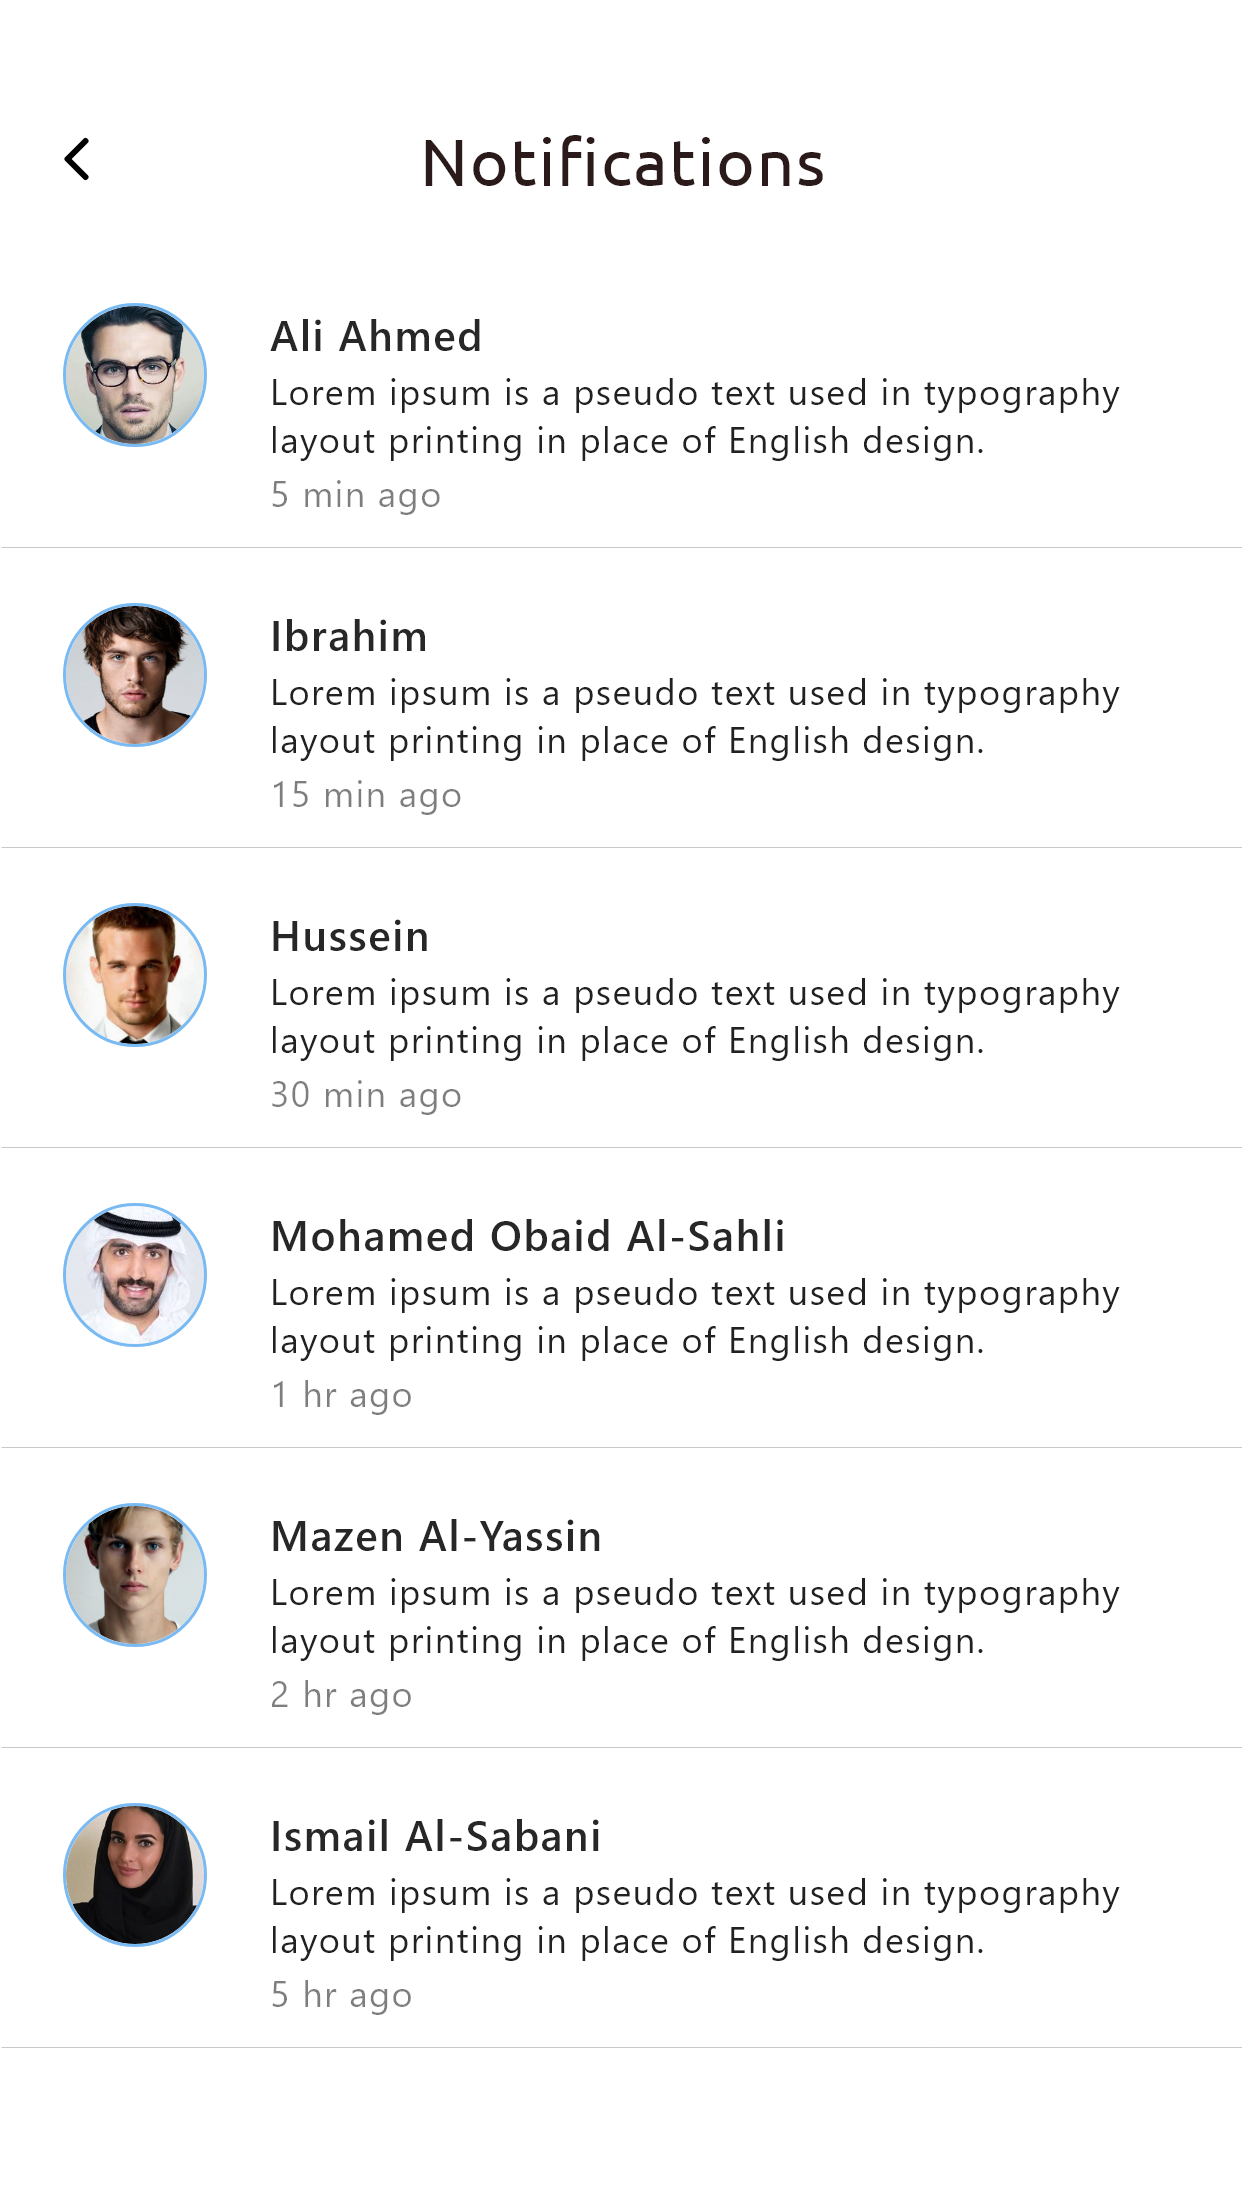 Notifications
Ali Ahmed
Lorem ipsum is a pseudo text used in typography
layout printing in place of English design.
5 min ago
Ibrahim
Lorem ipsum is a pseudo text used in typography
layout printing in place of English design.
15 min ago
Hussein
Lorem ipsum is a pseudo text used in typography
layout printing in place of English design.
30 min ago
Mohamed Obaid Al-Sahli
Lorem ipsum is a pseudo text used in typography
layout printing in place of English design.
1 hr ago
Mazen Al-Yassin
Lorem ipsum is a pseudo text used in typography
layout printing in place of English design.
2 hr ago
Ismail Al-Sabani
Lorem ipsum is a pseudo text used in typography
layout printing in place of English design.
5 hr ago